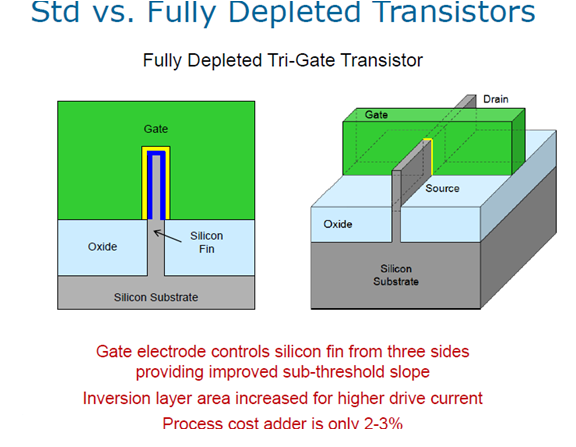 Std vs. Fully Depleted Transistors
Fully Depleted Tri-Gate Transistor
Gate
Oxide
Silicon
Fin
Silicon Substrate
Drain
Gate
Source
Oxide
Silicon
Substrate
Gate electrode controls silicon fin from three sides
providing improved sub-threshold slope
Inversion layer area increased for higher drive current
Process cost adder is only 2-3%